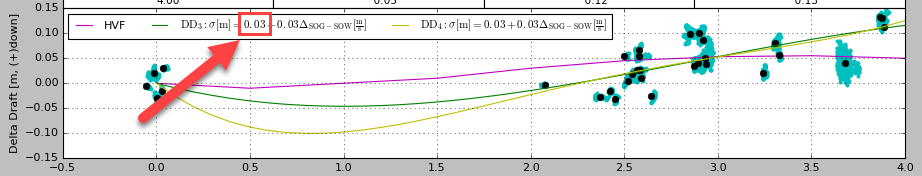 4.00 0.05 0.12 0.13
0.15
HVF DD₃ : σ[m]=0.03+0.03Δ_SOG−SOW[m/s] DD₄ : σ[m]=0.03+0.03Δ_SOG−SOW[m/s]
0.10
0.05
0.00
−0.05
−0.10
−0.15
Delta Draft [m, (+)down]
−0.5 0.0 0.5 1.0 1.5 2.0 2.5 3.0 3.5 4.0